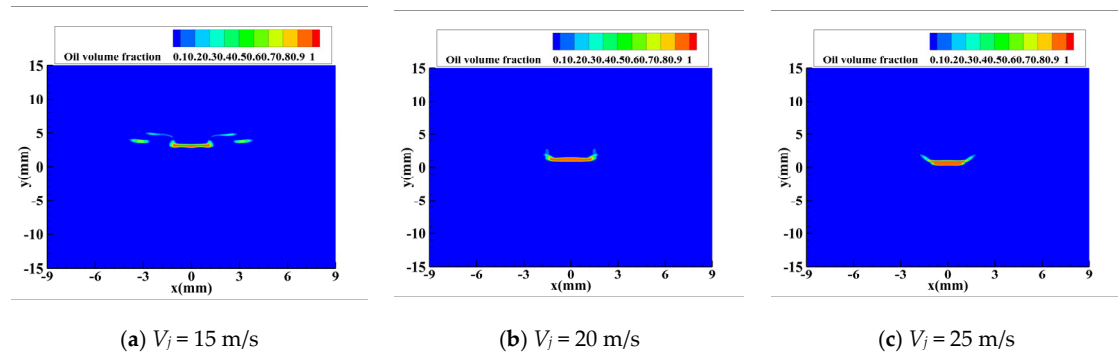 Oil volume fraction 0.10.20.30.40.50.60.70.80.9 1
15
10
5
0
-5
-10
-15
y(mm)
-9 -6 -3 0 3 6 9
x(mm)
(a) Vj = 15 m/s
Oil volume fraction 0.10.20.30.40.50.60.70.80.9 1
15
10
5
0
-5
-10
-15
y(mm)
-9 -6 -3 0 3 6 9
x(mm)
(b) Vj = 20 m/s
Oil volume fraction 0.10.20.30.40.50.60.70.80.9 1
15
10
5
0
-5
-10
-15
y(mm)
-9 -6 -3 0 3 6 9
x(mm)
(c) Vj = 25 m/s